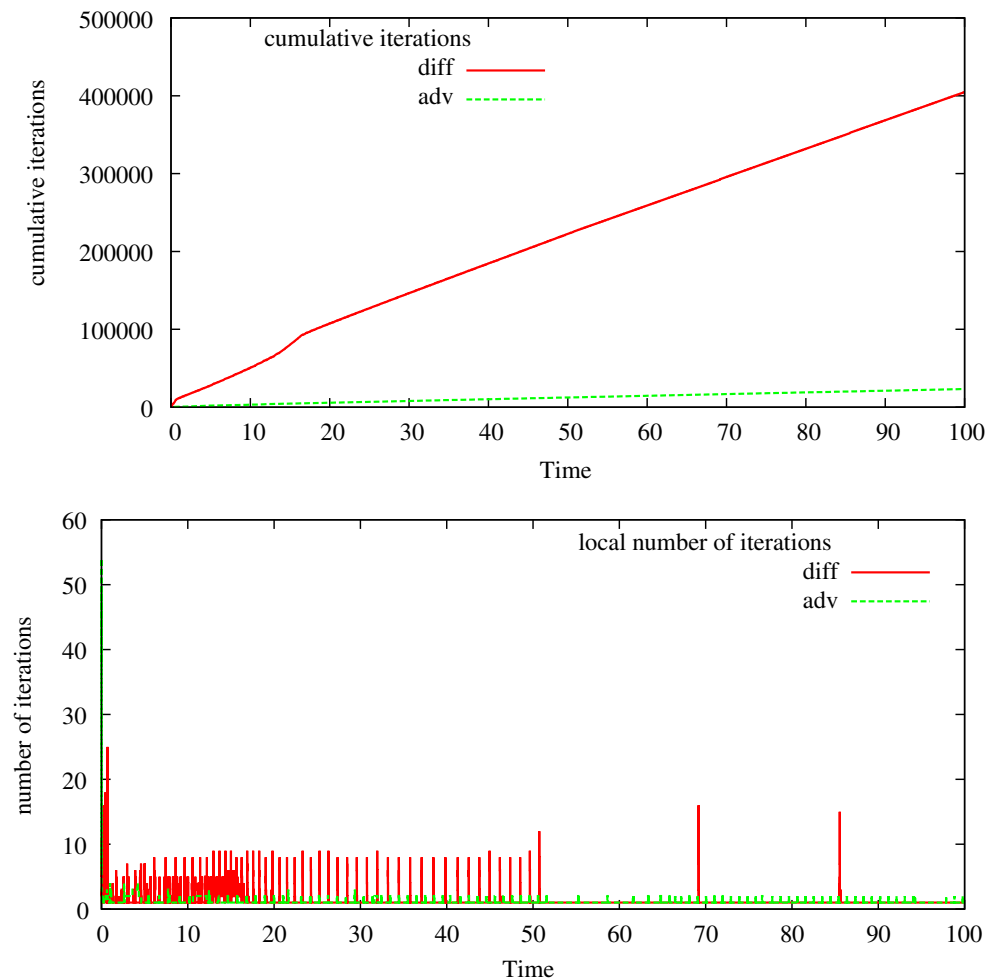 500000
400000
300000
200000
100000
0
cumulative iterations
cumulative iterations
diff
adv
0 10 20 30 40 50 60 70 80 90 100
Time
60
50
40
30
20
10
0
number of iterations
local number of iterations
diff
adv
0 10 20 30 40 50 60 70 80 90 100
Time